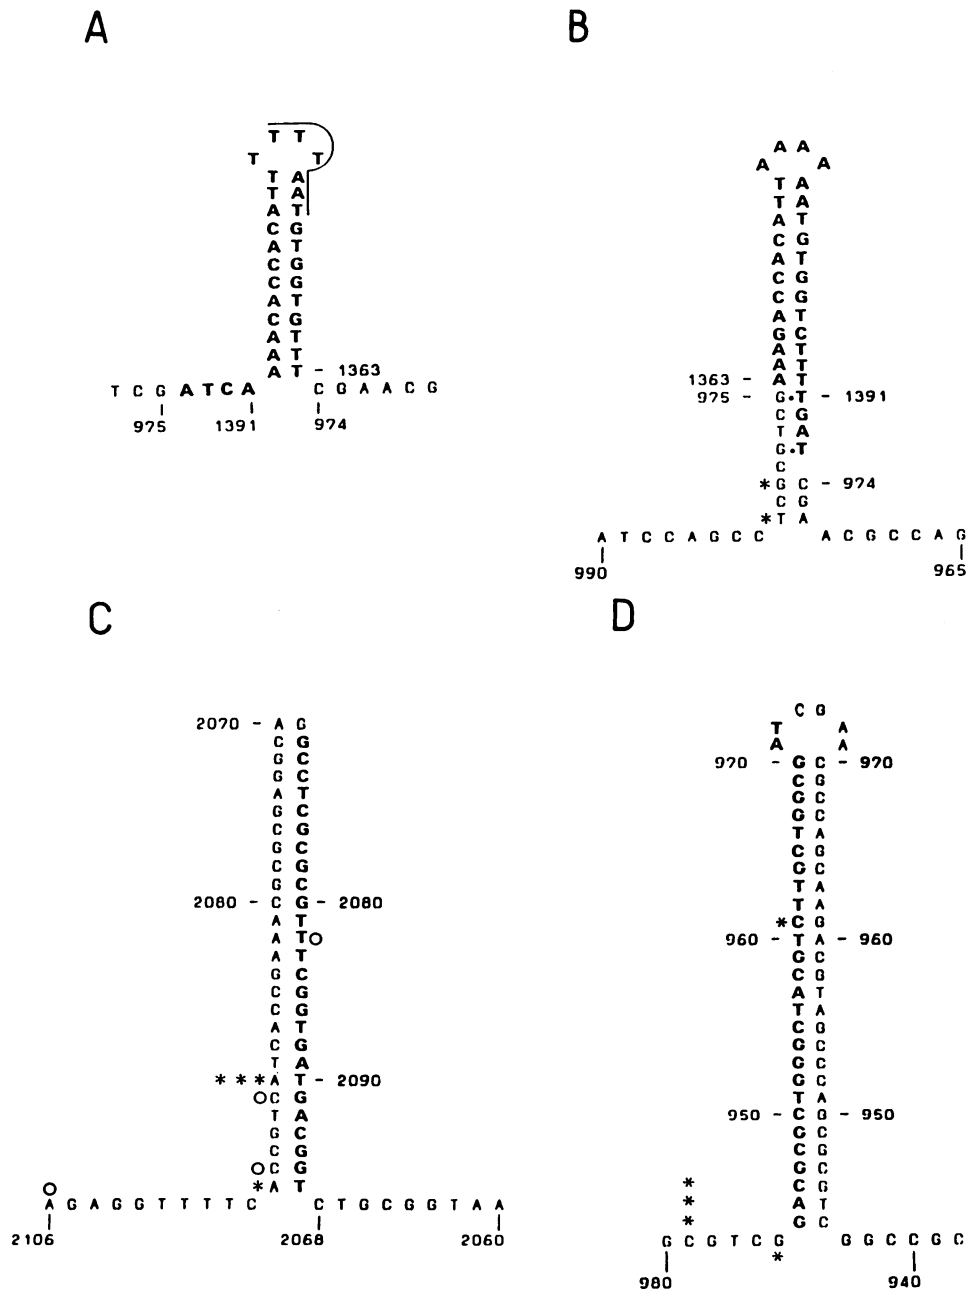 A
T T
T T
T A
T A
A T
C G
A T
C G
C G
A T
C G
A T
A T
A T - 1363
T C G A T C A C G A A C G
975 1391 974
B
A A
A A
T A
T A
A T
C G
A T
C G
C G
A T
G C
A T
A T
1363 - A T
975 - G·T - 1391
C G
T A
G·T
C
*G C - 974
C G
*T A
A T C C A G C C A C G C C A G
990 965
C
2070 - A G
C G
G C
G C
A T
G C
C G
G C
C G
G C
2080 - C G - 2080
A T
A T O
A T
G C
C G
C G
A T
C G
T A
* * * A T - 2090
O C G
T A
G C
C G
O C G
* A T
O
A G A G G T T T T C C T G C G G T A A
2106 2068 2060
D
C G
T A
A A
970 - G C - 970
C G
G C
G C
T A
C G
G C
T A
T A
*C G
960 - T A - 960
G C
C G
A T
T A
C G
G C
G C
G C
T A
950 - C G - 950
G C
C G
G C
C G
A T
G C
*
*
*
G C G T C G G G C C G C
*
980 940